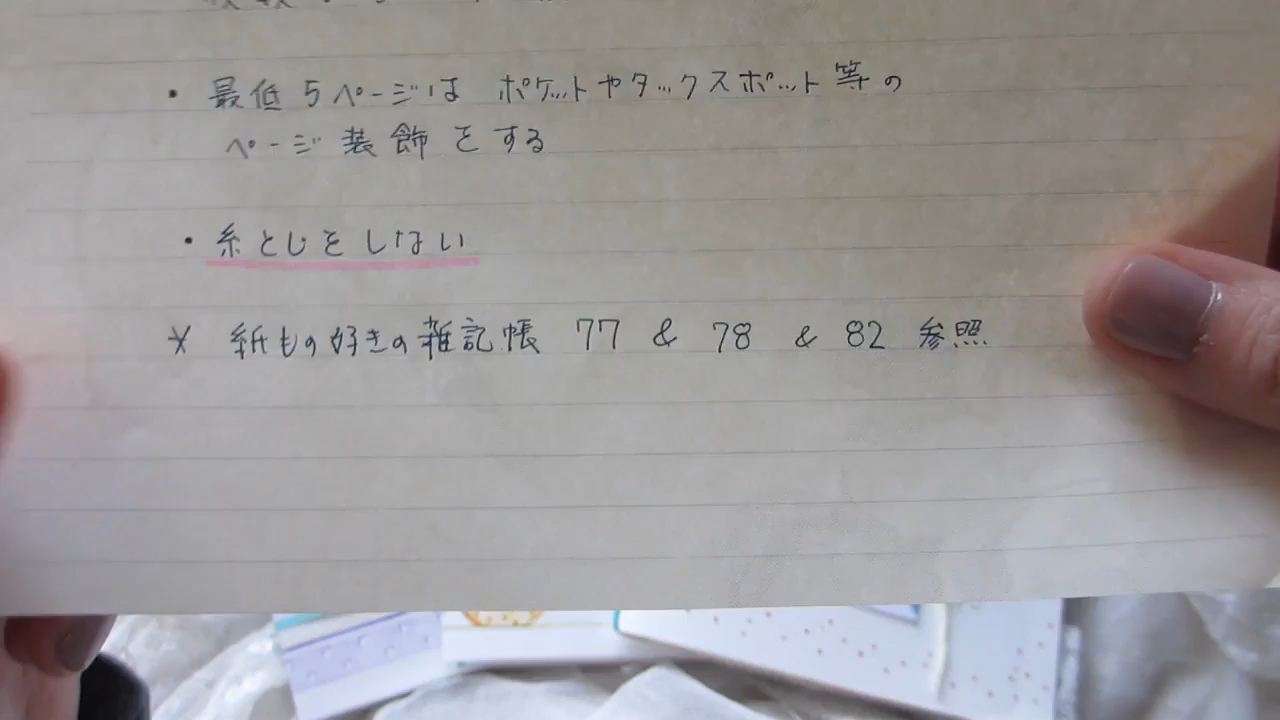 ・最低5ページは ポケットやタックスポット等の
ページ装飾をする
・糸とじをしない
* 紙もの好きの雑記帳 77 & 78 & 82 参照